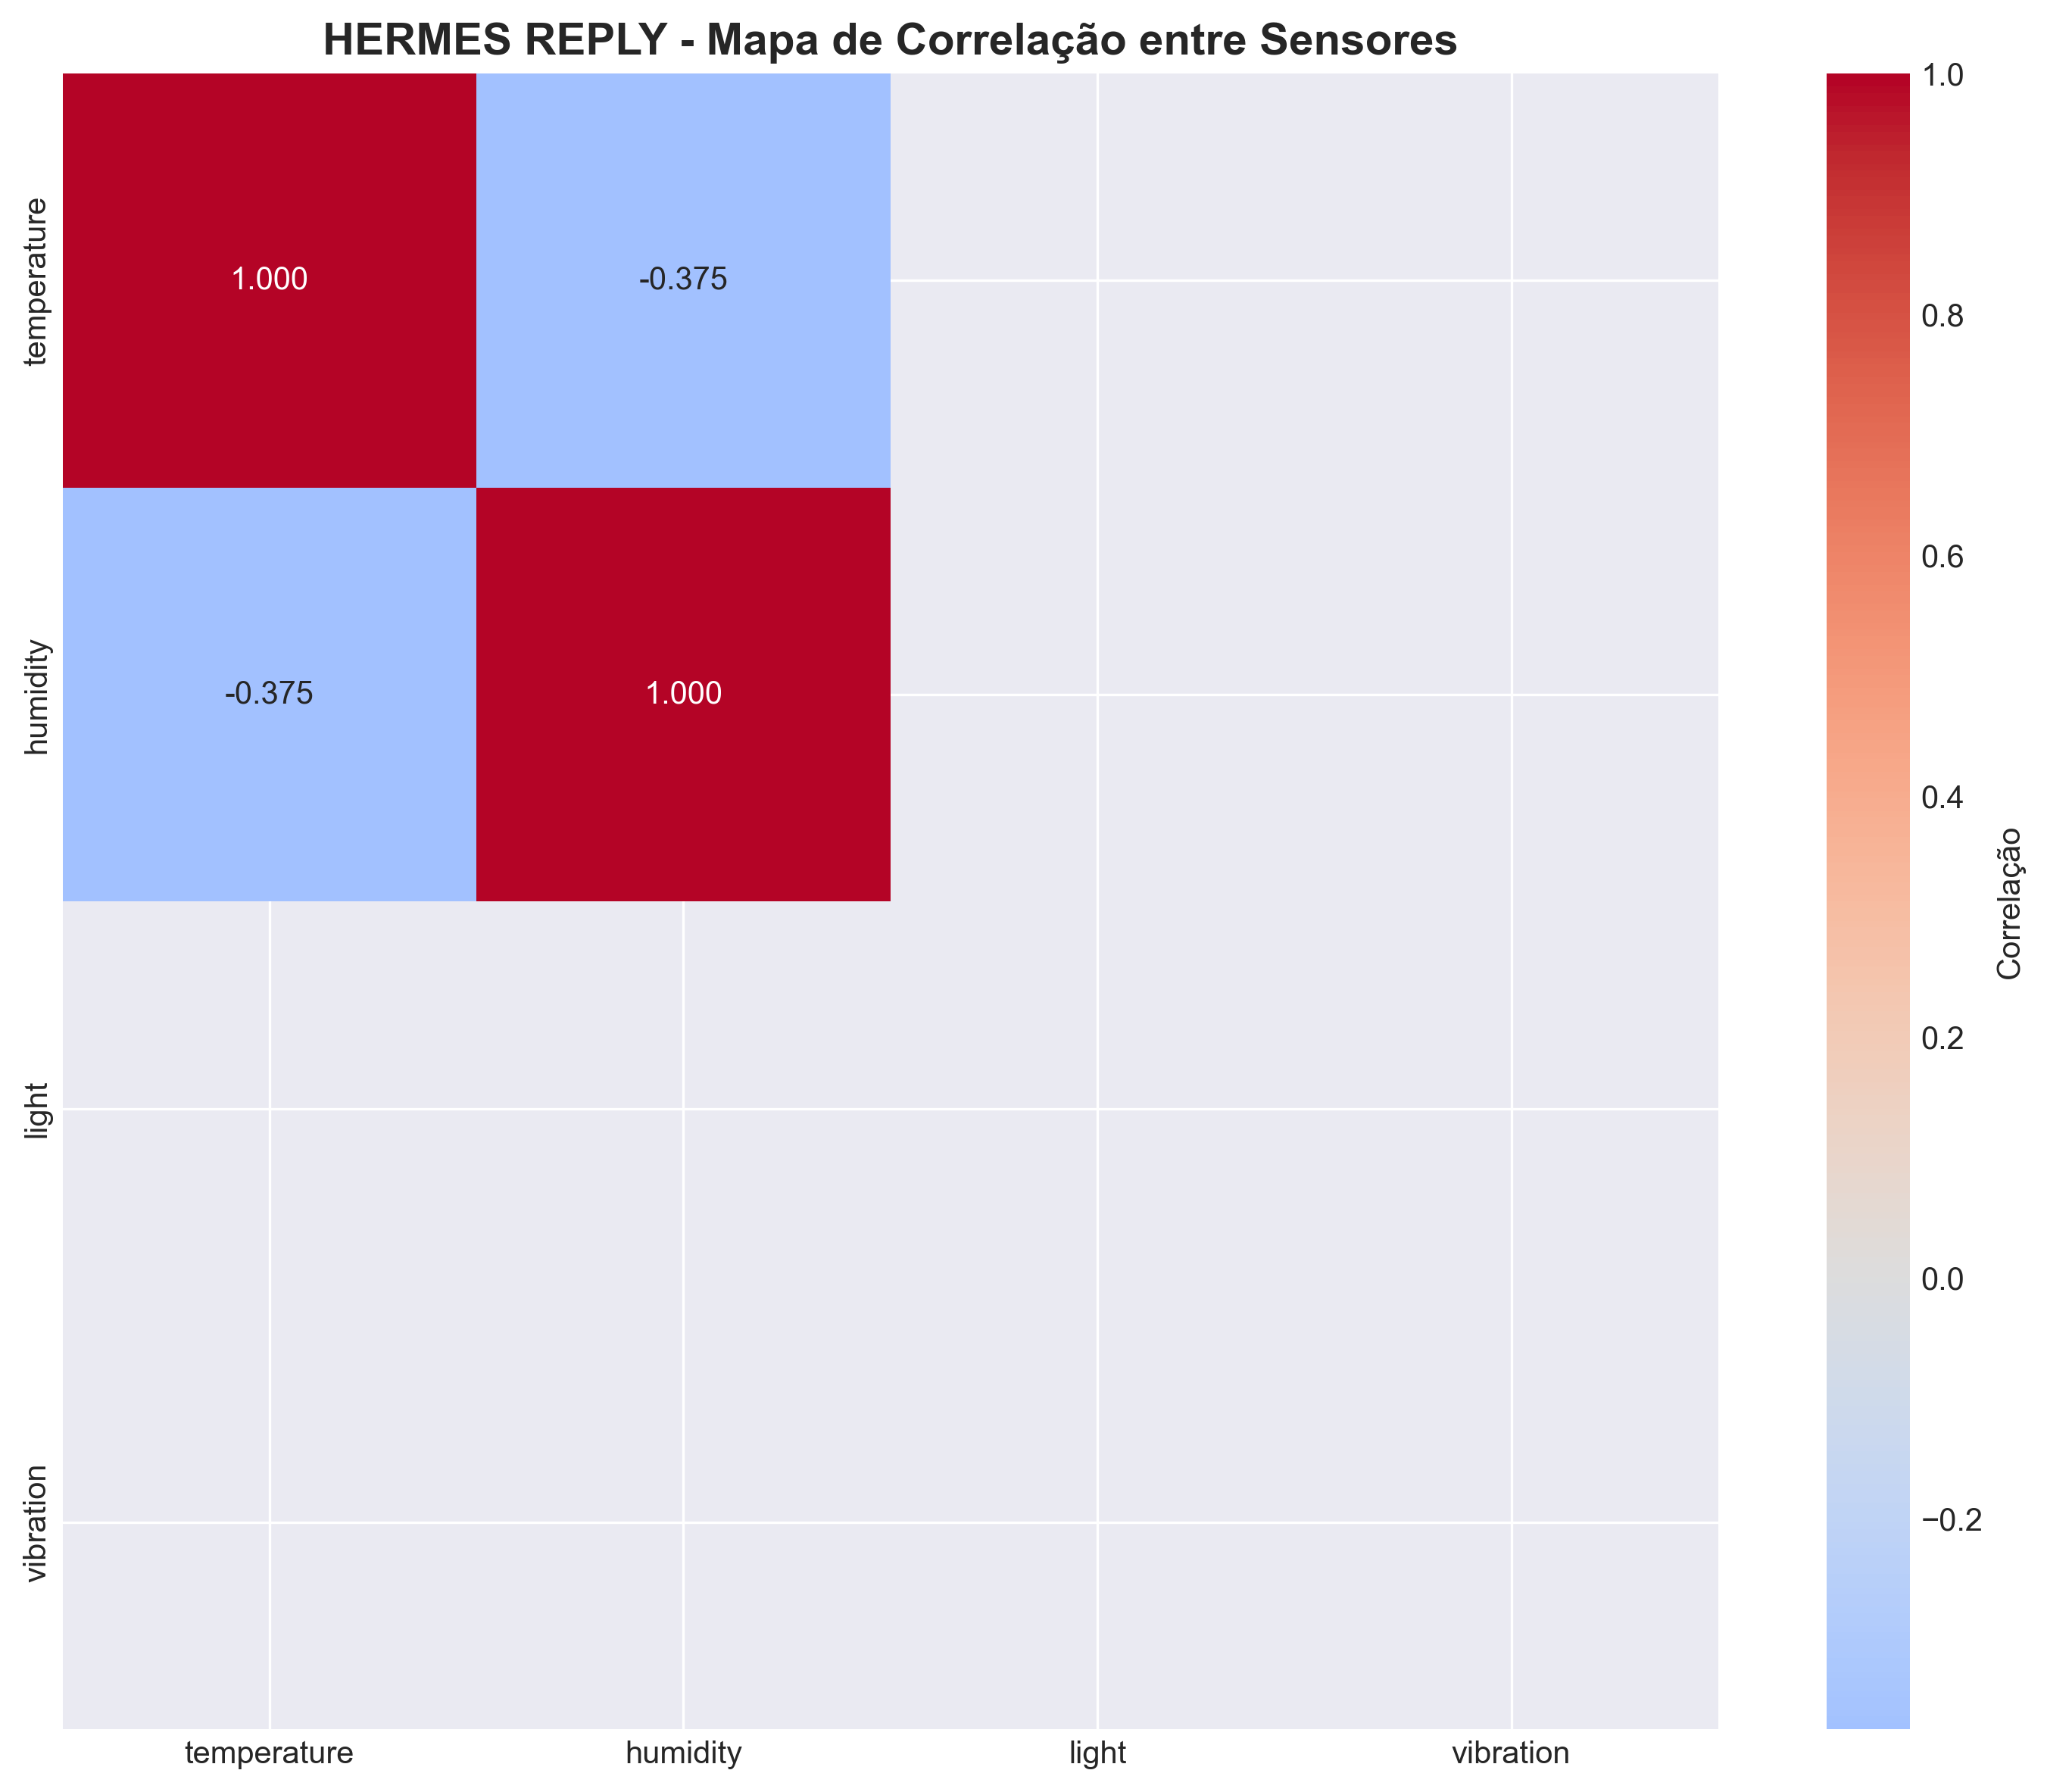 HERMES REPLY - Mapa de Correlação entre Sensores
temperature
1.000
-0.375
humidity
-0.375
1.000
light
vibration
temperature
humidity
light
vibration
1.0
0.8
0.6
0.4
0.2
0.0
−0.2
Correlação